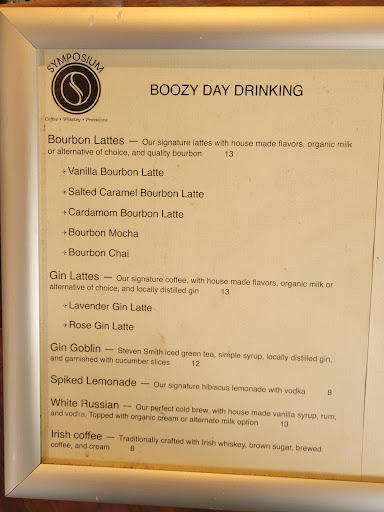 SYMPOSIUM
Coffee • Whiskey • Provisions
BOOZY DAY DRINKING
Bourbon Lattes — Our signature lattes with house made flavors, organic milk
or alternative of choice, and quality bourbon 13
Vanilla Bourbon Latte
Salted Caramel Bourbon Latte
Cardamom Bourbon Latte
Bourbon Mocha
Bourbon Chai
Gin Lattes — Our signature coffee, with house made flavors, organic milk or
alternative of choice, and locally distilled gin 13
Lavender Gin Latte
Rose Gin Latte
Gin Goblin — Steven Smith iced green tea, simple syrup, locally distilled gin,
and garnished with cucumber slices 12
Spiked Lemonade — Our signature hibiscus lemonade with vodka 8
White Russian — Our perfect cold brew, with house made vanilla syrup, rum,
and vodka. Topped with organic cream or alternate milk option 13
Irish coffee — Traditionally crafted with Irish whiskey, brown sugar, brewed
coffee, and cream 8